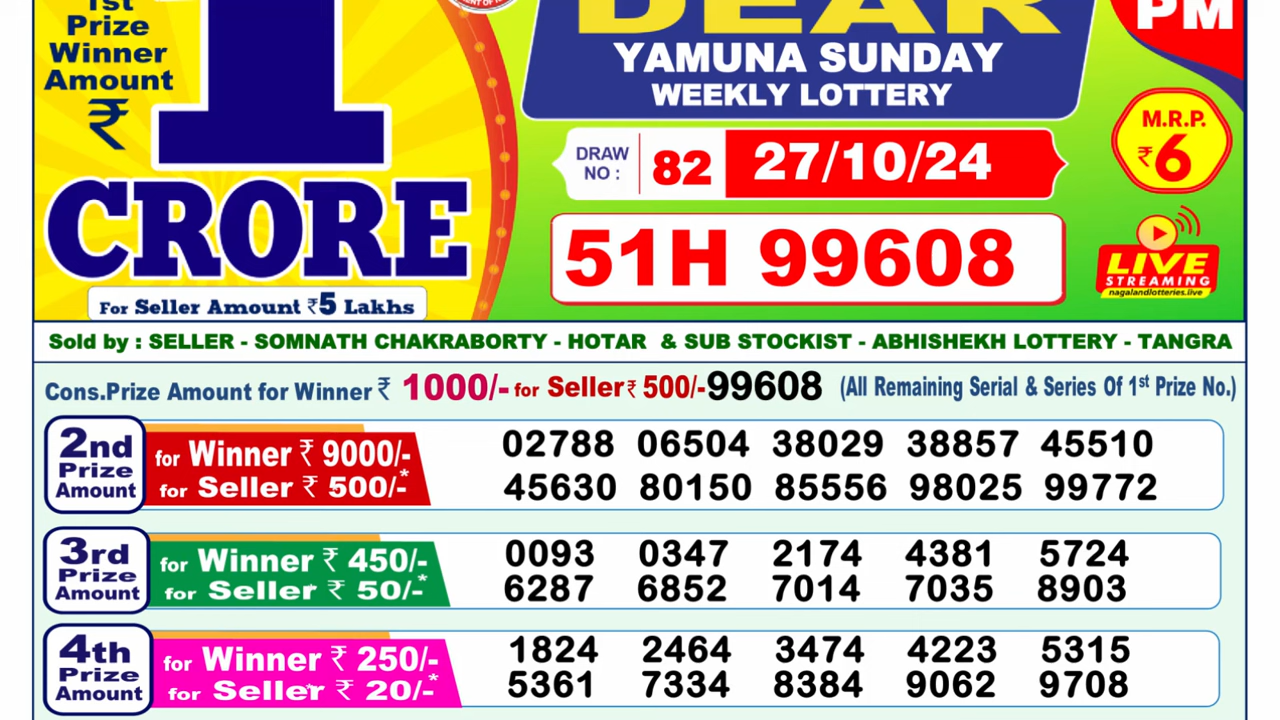 1st
Prize
Winner
Amount
₹
1
CRORE
For Seller Amount ₹5 Lakhs
DEAR
YAMUNA SUNDAY
WEEKLY LOTTERY
PM
DRAW NO : 82 27/10/24
M.R.P.
₹6
51H 99608
LIVE
STREAMING
nagalandlotteries.live
Sold by : SELLER - SOMNATH CHAKRABORTY - HOTAR & SUB STOCKIST - ABHISHEKH LOTTERY - TANGRA
Cons.Prize Amount for Winner ₹ 1000/- for Seller ₹ 500/- 99608 (All Remaining Serial & Series Of 1st Prize No.)
2nd
Prize
Amount
for Winner ₹ 9000/-
for Seller ₹ 500/-*
02788 06504 38029 38857 45510
45630 80150 85556 98025 99772
3rd
Prize
Amount
for Winner ₹ 450/-
for Seller ₹ 50/-*
0093 0347 2174 4381 5724
6287 6852 7014 7035 8903
4th
Prize
Amount
for Winner ₹ 250/-
for Seller ₹ 20/-*
1824 2464 3474 4223 5315
5361 7334 8384 9062 9708